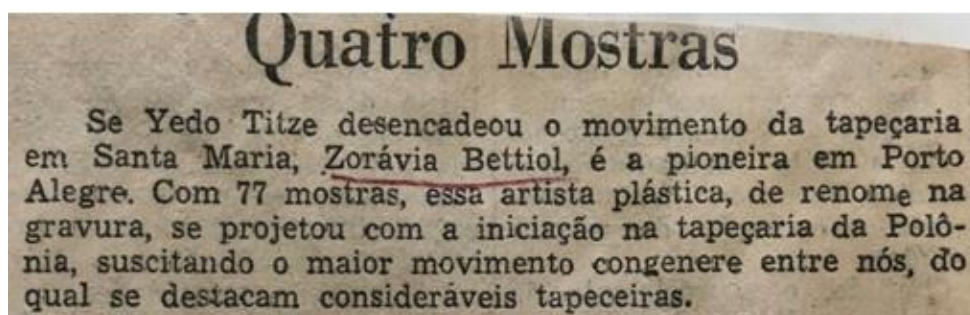 Quatro Mostras
Se Yedo Titze desencadeou o movimento da tapeçaria
em Santa Maria, Zorávia Bettiol, é a pioneira em Porto
Alegre. Com 77 mostras, essa artista plástica, de renome na
gravura, se projetou com a iniciação na tapeçaria da Polô-
nia, suscitando o maior movimento congenere entre nós, do
qual se destacam consideráveis tapeceiras.